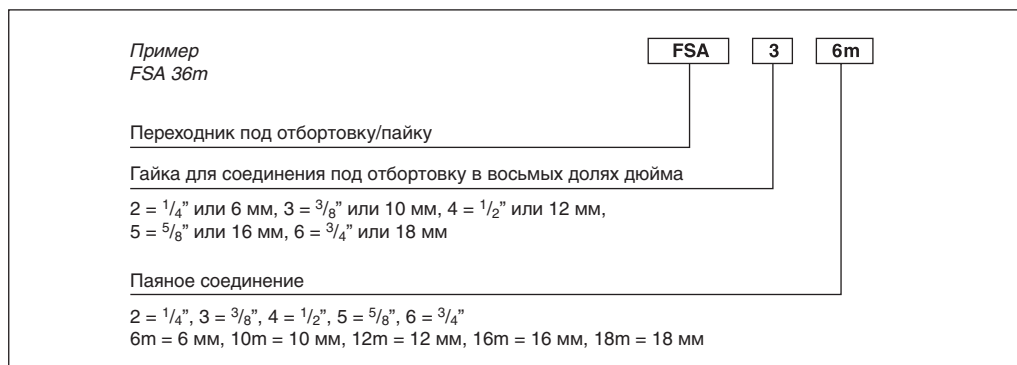 Пример
FSA 36m
FSA 3 6m
Переходник под отбортовку/пайку
Гайка для соединения под отбортовку в восьмых долях дюйма
2 = 1/4” или 6 мм, 3 = 3/8” или 10 мм, 4 = 1/2” или 12 мм,
5 = 5/8” или 16 мм, 6 = 3/4” или 18 мм
Паяное соединение
2 = 1/4”, 3 = 3/8”, 4 = 1/2”, 5 = 5/8”, 6 = 3/4”
6m = 6 мм, 10m = 10 мм, 12m = 12 мм, 16m = 16 мм, 18m = 18 мм